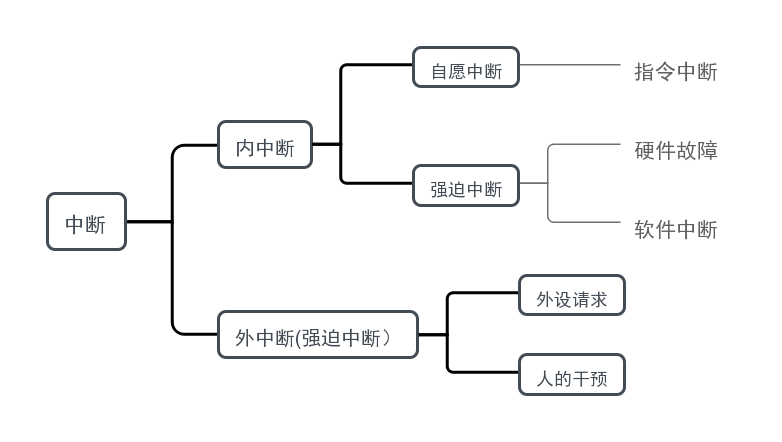 中断
内中断
自愿中断
指令中断
强迫中断
硬件故障
软件中断
外中断(强迫中断）
外设请求
人的干预